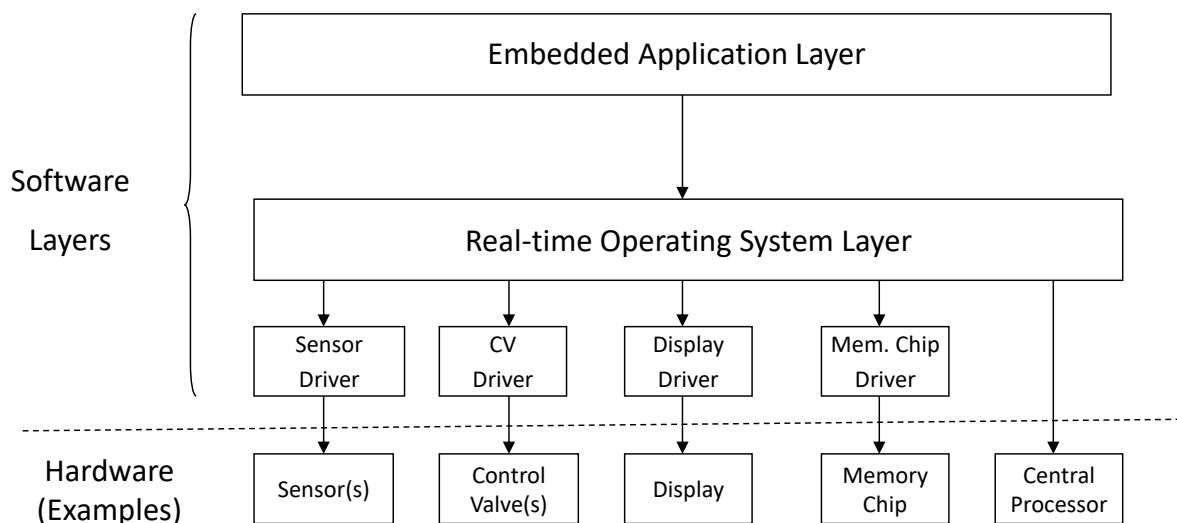 Embedded Application Layer
Software
Layers
Real-time Operating System Layer
Sensor
Driver
CV
Driver
Display
Driver
Mem. Chip
Driver
Hardware
(Examples)
Sensor(s)
Control
Valve(s)
Display
Memory
Chip
Central
Processor